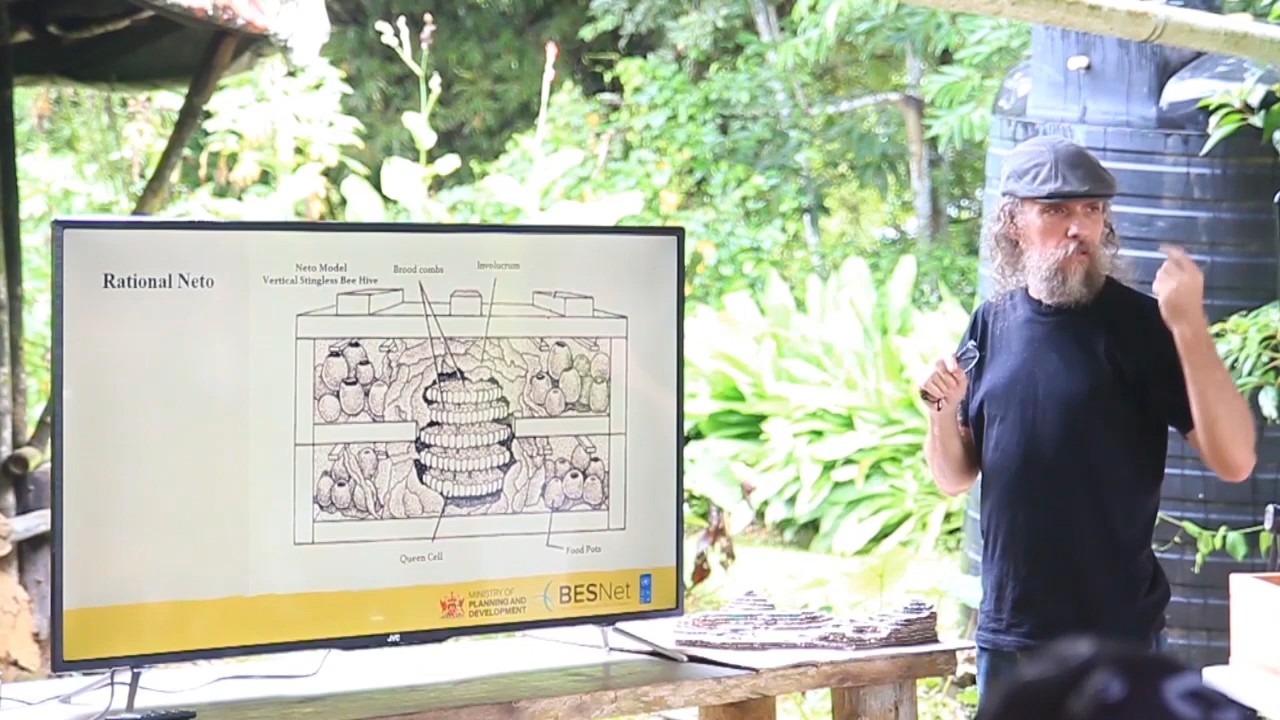 Rational Neto
Neto Model
Vertical Stingless Bee Hive
Brood combs
Involucrum
Queen Cell
Food Pots
MINISTRY OF
PLANNING AND
DEVELOPMENT
BESNet
JVC